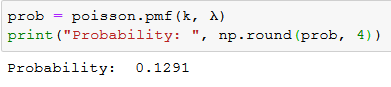 prob = poisson.pmf(k, λ)
print("Probability: ", np.round(prob, 4))
Probability:  0.1291